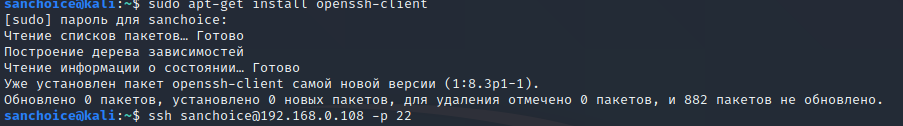 sanchoice@kali:~$ sudo apt-get install openssh-client
[sudo] пароль для sanchoice:
Чтение списков пакетов… Готово
Построение дерева зависимостей
Чтение информации о состоянии… Готово
Уже установлен пакет openssh-client самой новой версии (1:8.3p1-1).
Обновлено 0 пакетов, установлено 0 новых пакетов, для удаления отмечено 0 пакетов, и 882 пакетов не обновлено.
sanchoice@kali:~$ ssh sanchoice@192.168.0.108 -p 22